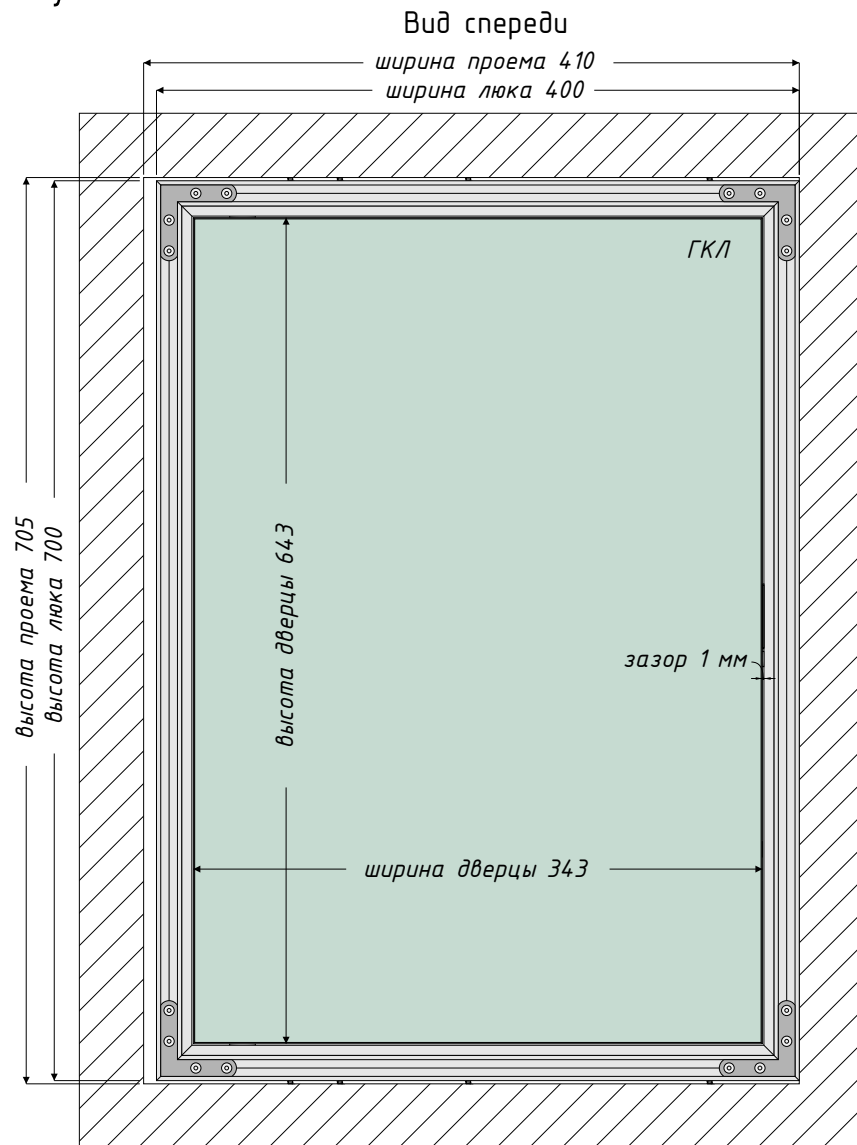 Вид спереди
ширина проема 410
ширина люка 400
ГКЛ
высота проема 705
высота люка 700
высота дверцы 643
зазор 1 мм
ширина дверцы 343